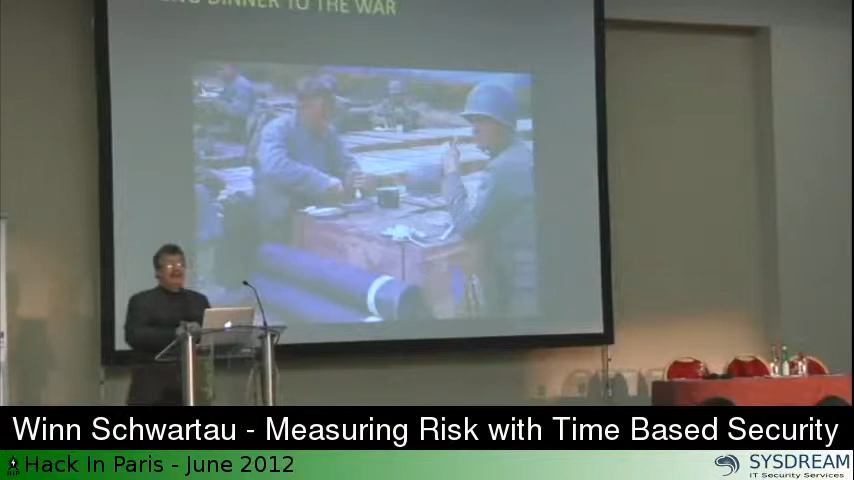 DINNER TO THE WAR
Winn Schwartau - Measuring Risk with Time Based Security
HIP
Hack In Paris - June 2012
SYSDREAM
IT Security Services